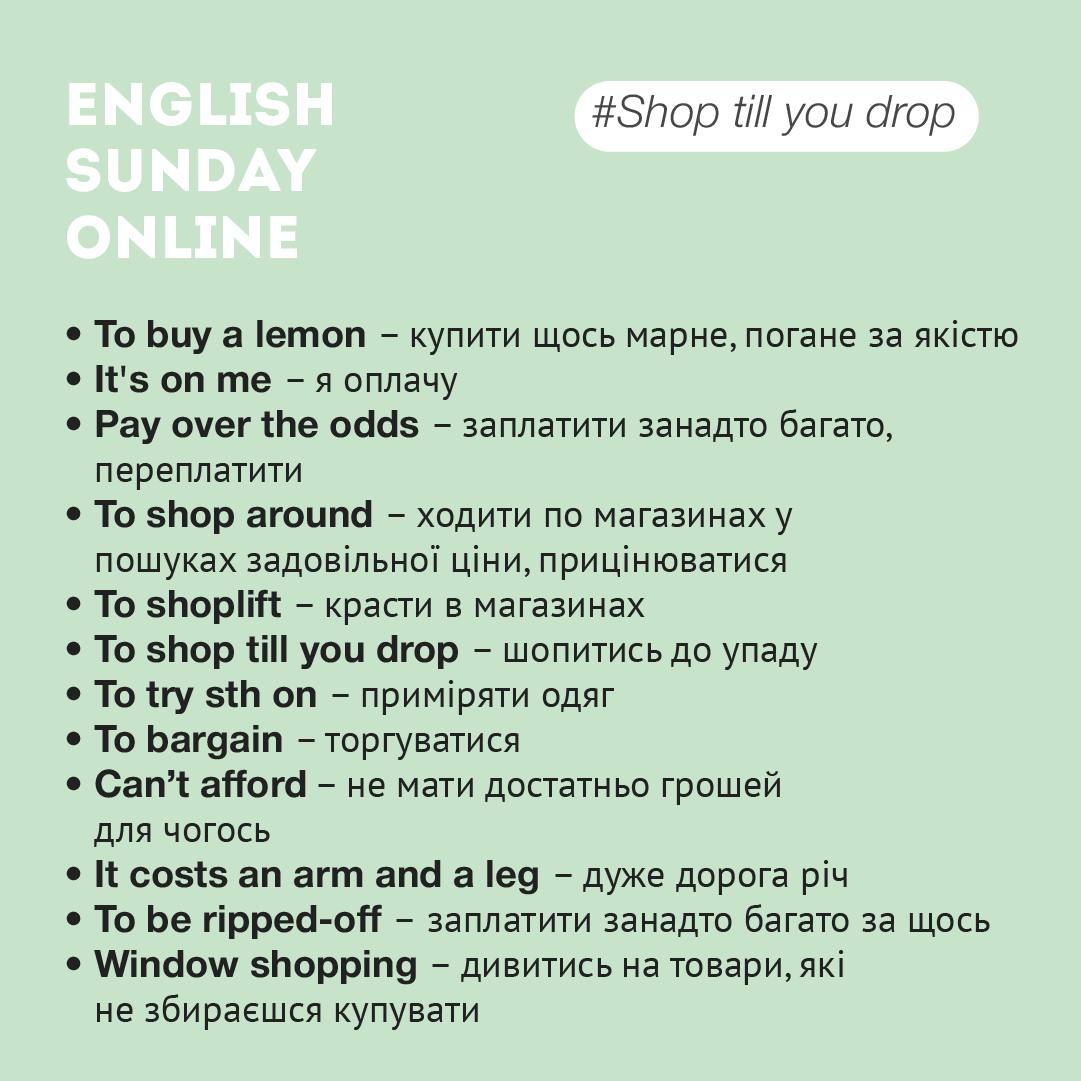 ENGLISH
SUNDAY
ONLINE
#Shop till you drop
• To buy a lemon – купити щось марне, погане за якістю
• It's on me – я оплачу
• Pay over the odds – заплатити занадто багато,
переплатити
• To shop around – ходити по магазинах у
пошуках задовільної ціни, прицінюватися
• To shoplift – красти в магазинах
• To shop till you drop – шопитись до упаду
• To try sth on – приміряти одяг
• To bargain – торгуватися
• Can’t afford – не мати достатньо грошей
для чогось
• It costs an arm and a leg – дуже дорога річ
• To be ripped-off – заплатити занадто багато за щось
• Window shopping – дивитись на товари, які
не збираєшся купувати